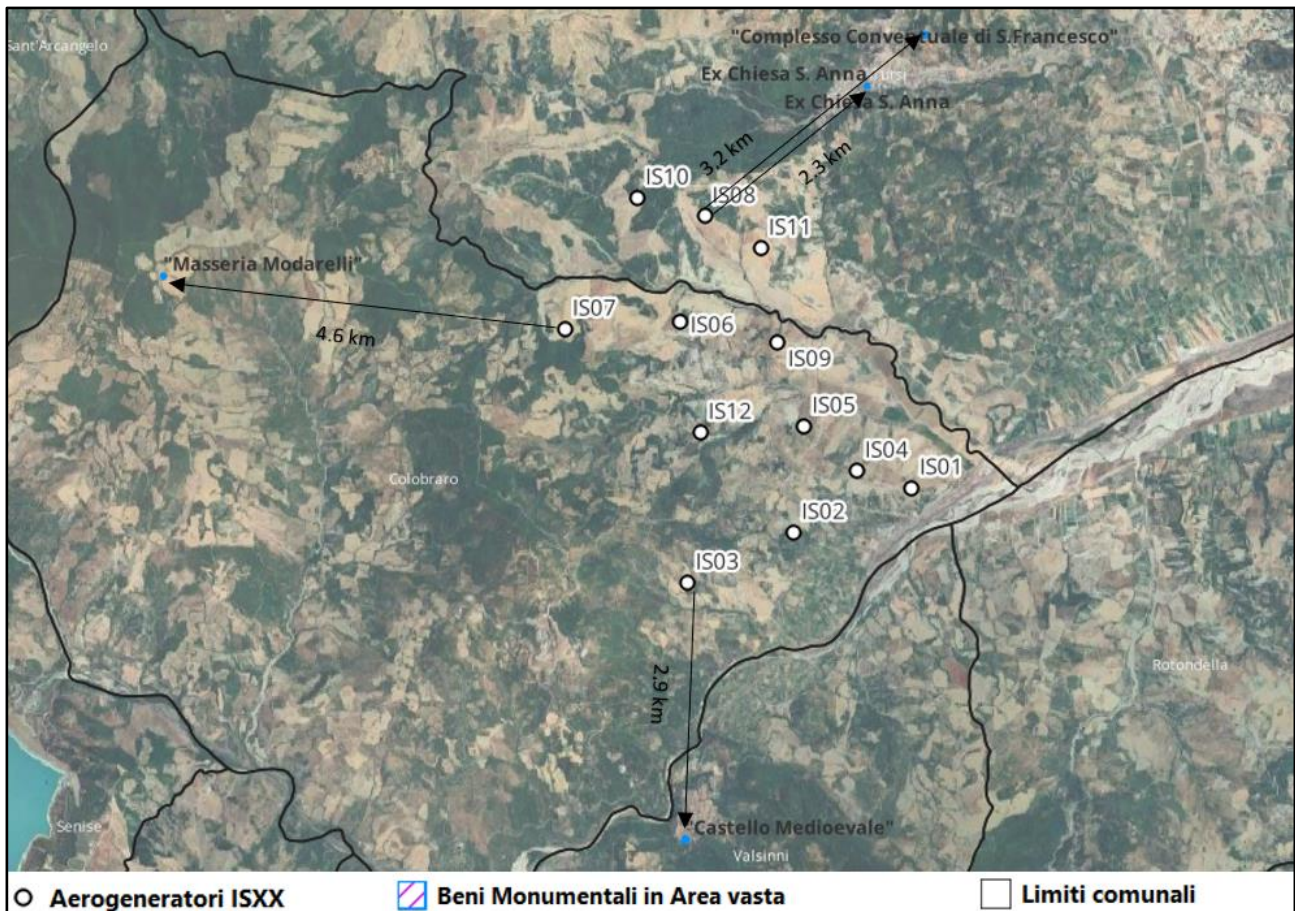 Sant'Arcangelo
"Complesso Conventuale di S.Francesco"
Ex Chiesa S. Anna
Tursi
Ex Chiesa S. Anna
3.2 km
2.3 km
IS10
IS08
IS11
"Masseria Modarelli"
4.6 km
IS07
IS06
IS09
IS12
IS05
IS04
IS01
Colobraro
IS02
IS03
2.9 km
Rotondella
Senise
"Castello Medioevale"
Valsinni
Aerogeneratori ISXX
Beni Monumentali in Area vasta
Limiti comunali